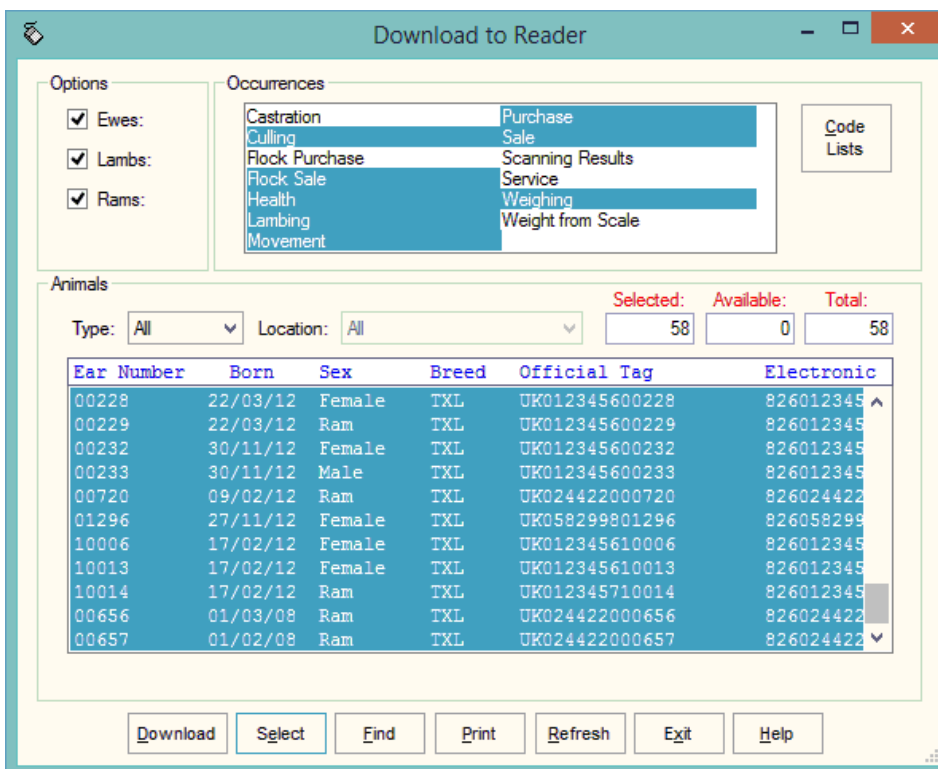 Download to Reader
Options
Ewes:
Lambs:
Rams:
Occurrences
Castration
Culling
Flock Purchase
Flock Sale
Health
Lambing
Movement
Purchase
Sale
Scanning Results
Service
Weighing
Weight from Scale
Code
Lists
Animals
Type: All Location: All Selected: 58 Available: 0 Total: 58
Ear Number Born Sex Breed Official Tag Electronic
00228 22/03/12 Female TXL UK012345600228 826012345
00229 22/03/12 Ram TXL UK012345600229 826012345
00232 30/11/12 Female TXL UK012345600232 826012345
00233 30/11/12 Male TXL UK012345600233 826012345
00720 09/02/12 Ram TXL UK024422000720 826024422
01296 27/11/12 Female TXL UK058299801296 826058299
10006 17/02/12 Female TXL UK012345610006 826012345
10013 17/02/12 Female TXL UK012345610013 826012345
10014 17/02/12 Ram TXL UK012345710014 826012345
00656 01/03/08 Ram TXL UK024422000656 826024422
00657 01/02/08 Ram TXL UK024422000657 826024422
Download Select Find Print Refresh Exit Help